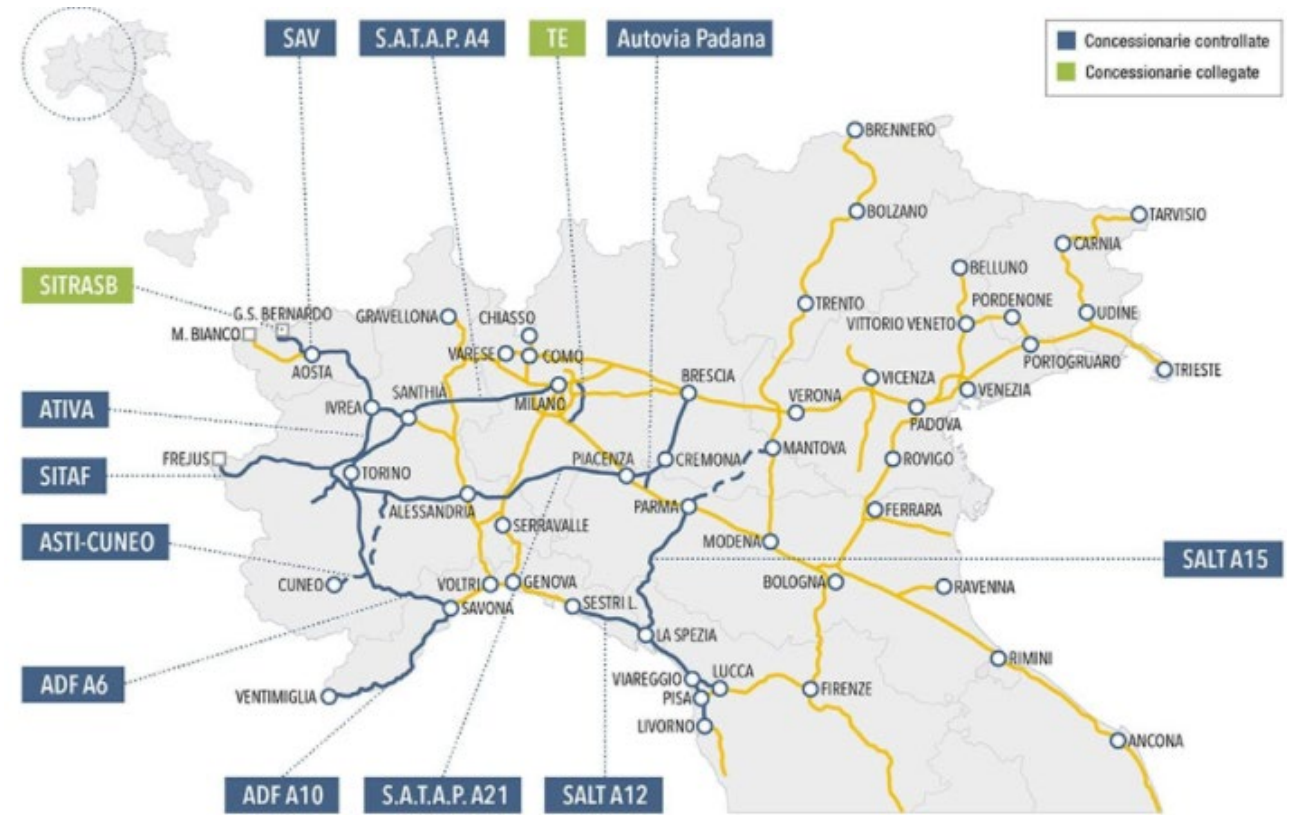 SAV
S.A.T.A.P. A4
TE
Autovia Padana
Concessionarie controllate
Concessionarie collegate
BRENNERO
BOLZANO
TARVISIO
CARNIA
BELLUNO
SITRASB
G.S. BERNARDO
GRAVELLONA
CHIASSO
TRENTO
PORDENONE
UDINE
M. BIANCO
VITTORIO VENETO
VARESE
COMO
PORTOGRUARO
AOSTA
TRIESTE
BRESCIA
VICENZA
SANTHIA
VERONA
VENEZIA
ATIVA
IVREA
MILANO
PADOVA
MANTOVA
FREJUS
PIACENZA
CREMONA
ROVIGO
SITAF
TORINO
ALESSANDRIA
PARMA
FERRARA
SERRAVALLE
ASTI-CUNEO
MODENA
SALT A15
CUNEO
VOLTRI
GENOVA
BOLOGNA
RAVENNA
SAVONA
SESTRI L.
LA SPEZIA
RIMINI
ADF A6
VIAREGGIO
LUCCA
VENTIMIGLIA
PISA
FIRENZE
LIVORNO
ANCONA
ADF A10
S.A.T.A.P. A21
SALT A12